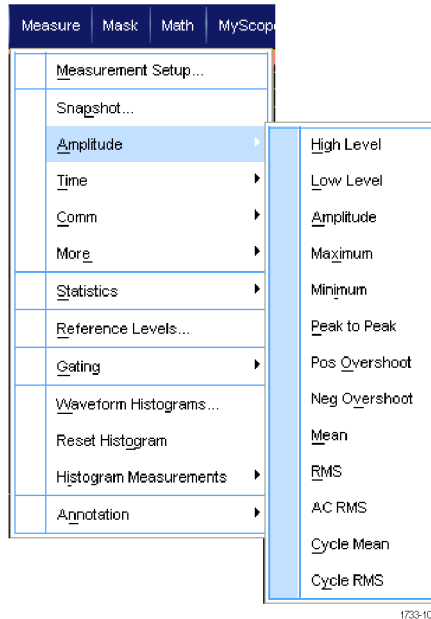 Measure Mask Math MyScop
Measurement Setup...
Snapshot...
Amplitude
Time
Comm
More
Statistics
Reference Levels...
Gating
Waveform Histograms...
Reset Histogram
Histogram Measurements
Annotation
High Level
Low Level
Amplitude
Maximum
Minimum
Peak to Peak
Pos Overshoot
Neg Overshoot
Mean
RMS
AC RMS
Cycle Mean
Cycle RMS
1733-10